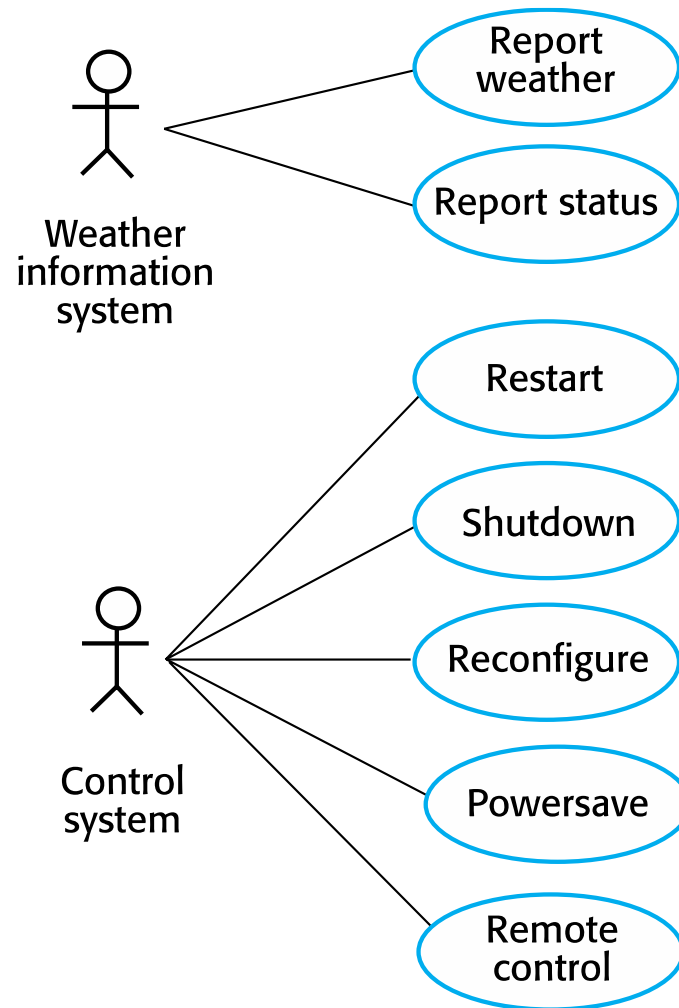 Report
weather
Report status
Weather
information
system
Restart
Shutdown
Reconfigure
Powersave
Control
system
Remote
control